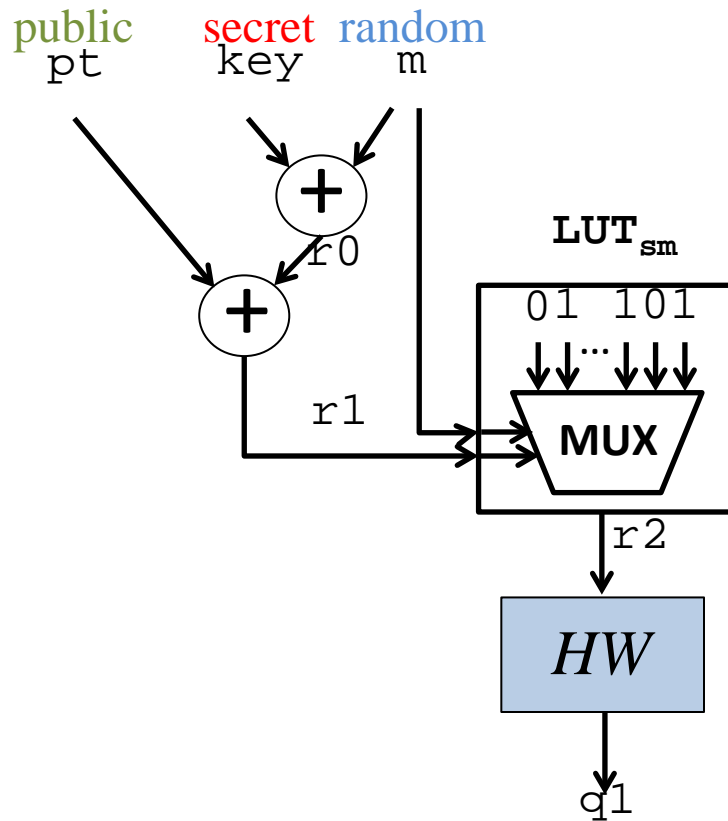 public secret random
pt key m
+
r0
LUTsm
+
01 ... 101
r1
MUX
r2
HW
q1